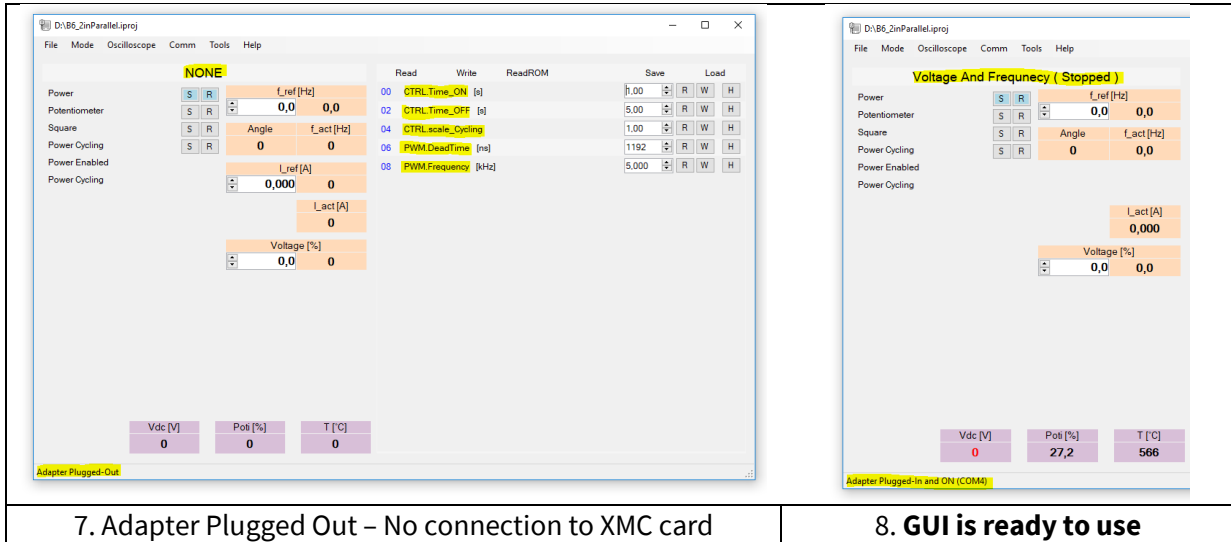 D:\B6_2inParallel.iproj
File Mode Oscilloscope Comm Tools Help
NONE
Power S R
Potentiometer S R
Square S R
Power Cycling S R
Power Enabled
Power Cycling
f_ref [Hz]
0,0 0,0
Angle f_act [Hz]
0 0
I_ref [A]
0,000 0
I_act [A]
0
Voltage [%]
0,0 0
Read Write ReadROM Save Load
00 CTRL.Time_ON [s] 1,00 R W H
02 CTRL.Time_OFF [s] 5,00 R W H
04 CTRL.scale_Cycling 1,00 R W H
06 PWM.DeadTime [ns] 1192 R W H
08 PWM.Frequency [kHz] 5,000 R W H
Vdc [V] Poti [%] T [°C]
0 0 0
Adapter Plugged-Out
7. Adapter Plugged Out – No connection to XMC card
D:\B6_2inParallel.iproj
File Mode Oscilloscope Comm Tools Help
Voltage And Frequnecy ( Stopped )
Power S R
Potentiometer S R
Square S R
Power Cycling S R
Power Enabled
Power Cycling
f_ref [Hz]
0,0 0,0
Angle f_act [Hz]
0 0,0
I_act [A]
0,000
Voltage [%]
0,0 0,0
Vdc [V] Poti [%] T [°C]
0 27,2 566
Adapter Plugged-In and ON (COM4)
8. GUI is ready to use